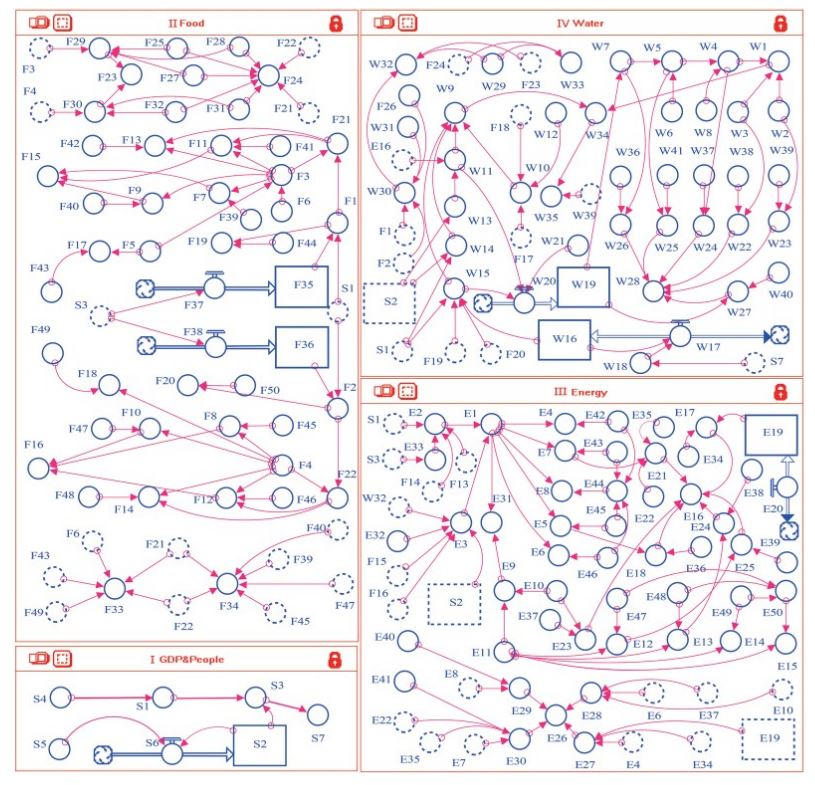 II Food
F29 F25 F28 F22
F3 F23 F27 F24
F4
F30 F32 F31 F21
F21
F42 F13 F11 F41
F15 F3
F9 F7 F6
F40 F39 F1
F17 F5 F19 F44
F43 F35 S1
S3 F37
F38
F49 F36
F18 F20 F50 F2
F47 F10 F8 F45
F16 F4 F22
F48 F14 F12 F46
F40
F6 F21 F39
F43
F33 F34
F49 F22 F45 F47
I GDP&People
S4 S1 S3
S7
S5 S6 S2
IV Water
W7 W5 W4 W1
W32 F24 W29 F23 W33
F26 W9
W31 F18 W12 W34 W6 W8 W3 W2
E16 W11 W36 W41 W37 W38 W39
W30 W10
W13 W35 W39
F1 W14 F17 W21 W26 W25 W24 W22 W23
F2
W15 W20 W19 W28
S2 W40
W27
W16 W17
S1 F19 F20 W18 S7
III Energy
S1 E2 E1 E4 E42 E35 E17
E19
S3 E33 E7 E43 E34
F14 F13 E8 E44 E21 E38
W32 E31 E5 E45 E22 E16 E20
E24
E32 E3 E6 E46 E18 E36 E25 E39
F15 E9
F16 E10 E48 E50
S2 E37 E47 E49
E40 E11 E23 E12 E13 E14 E15
E41 E8 E29 E28 E6 E37 E10
E22 E26 E19
E35 E7 E30 E27 E4 E34